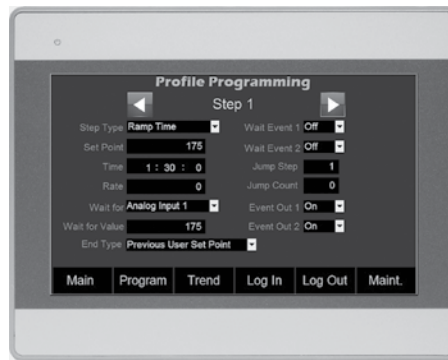 Profile Programming
Step 1
Step Type Ramp Time Wait Event 1 Off
Set Point 175 Wait Event 2 Off
Time 1 : 30 : 0 Jump Step 1
Rate 0 Jump Count 0
Wait for Analog Input 1 Event Out 1 On
Wait for Value 175 Event Out 2 On
End Type Previous User Set Point
Main Program Trend Log In Log Out Maint.